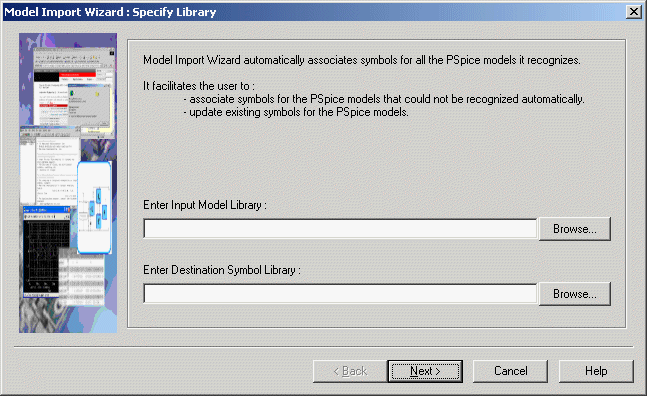 Model Import Wizard : Specify Library
Model Import Wizard automatically associates symbols for all the PSpice models it recognizes.
It facilitates the user to :
- associate symbols for the PSpice models that could not be recognized automatically.
- update existing symbols for the PSpice models.
Enter Input Model Library :
Browse...
Enter Destination Symbol Library :
Browse...
< Back
Next >
Cancel
Help